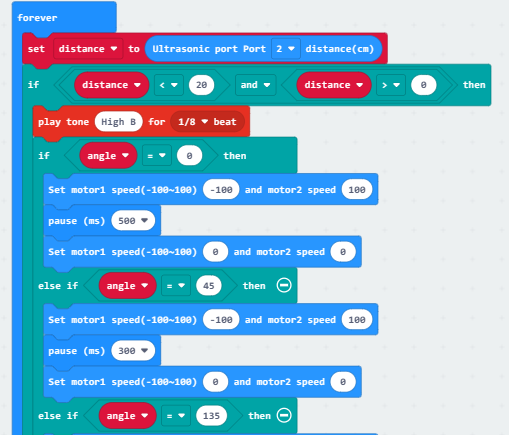 forever
set distance to Ultrasonic port Port 2 distance(cm)
if distance < 20 and distance > 0 then
play tone High B for 1/8 beat
if angle = 0 then
Set motor1 speed(-100~100) -100 and motor2 speed 100
pause (ms) 500
Set motor1 speed(-100~100) 0 and motor2 speed 0
else if angle = 45 then
Set motor1 speed(-100~100) -100 and motor2 speed 100
pause (ms) 300
Set motor1 speed(-100~100) 0 and motor2 speed 0
else if angle = 135 then